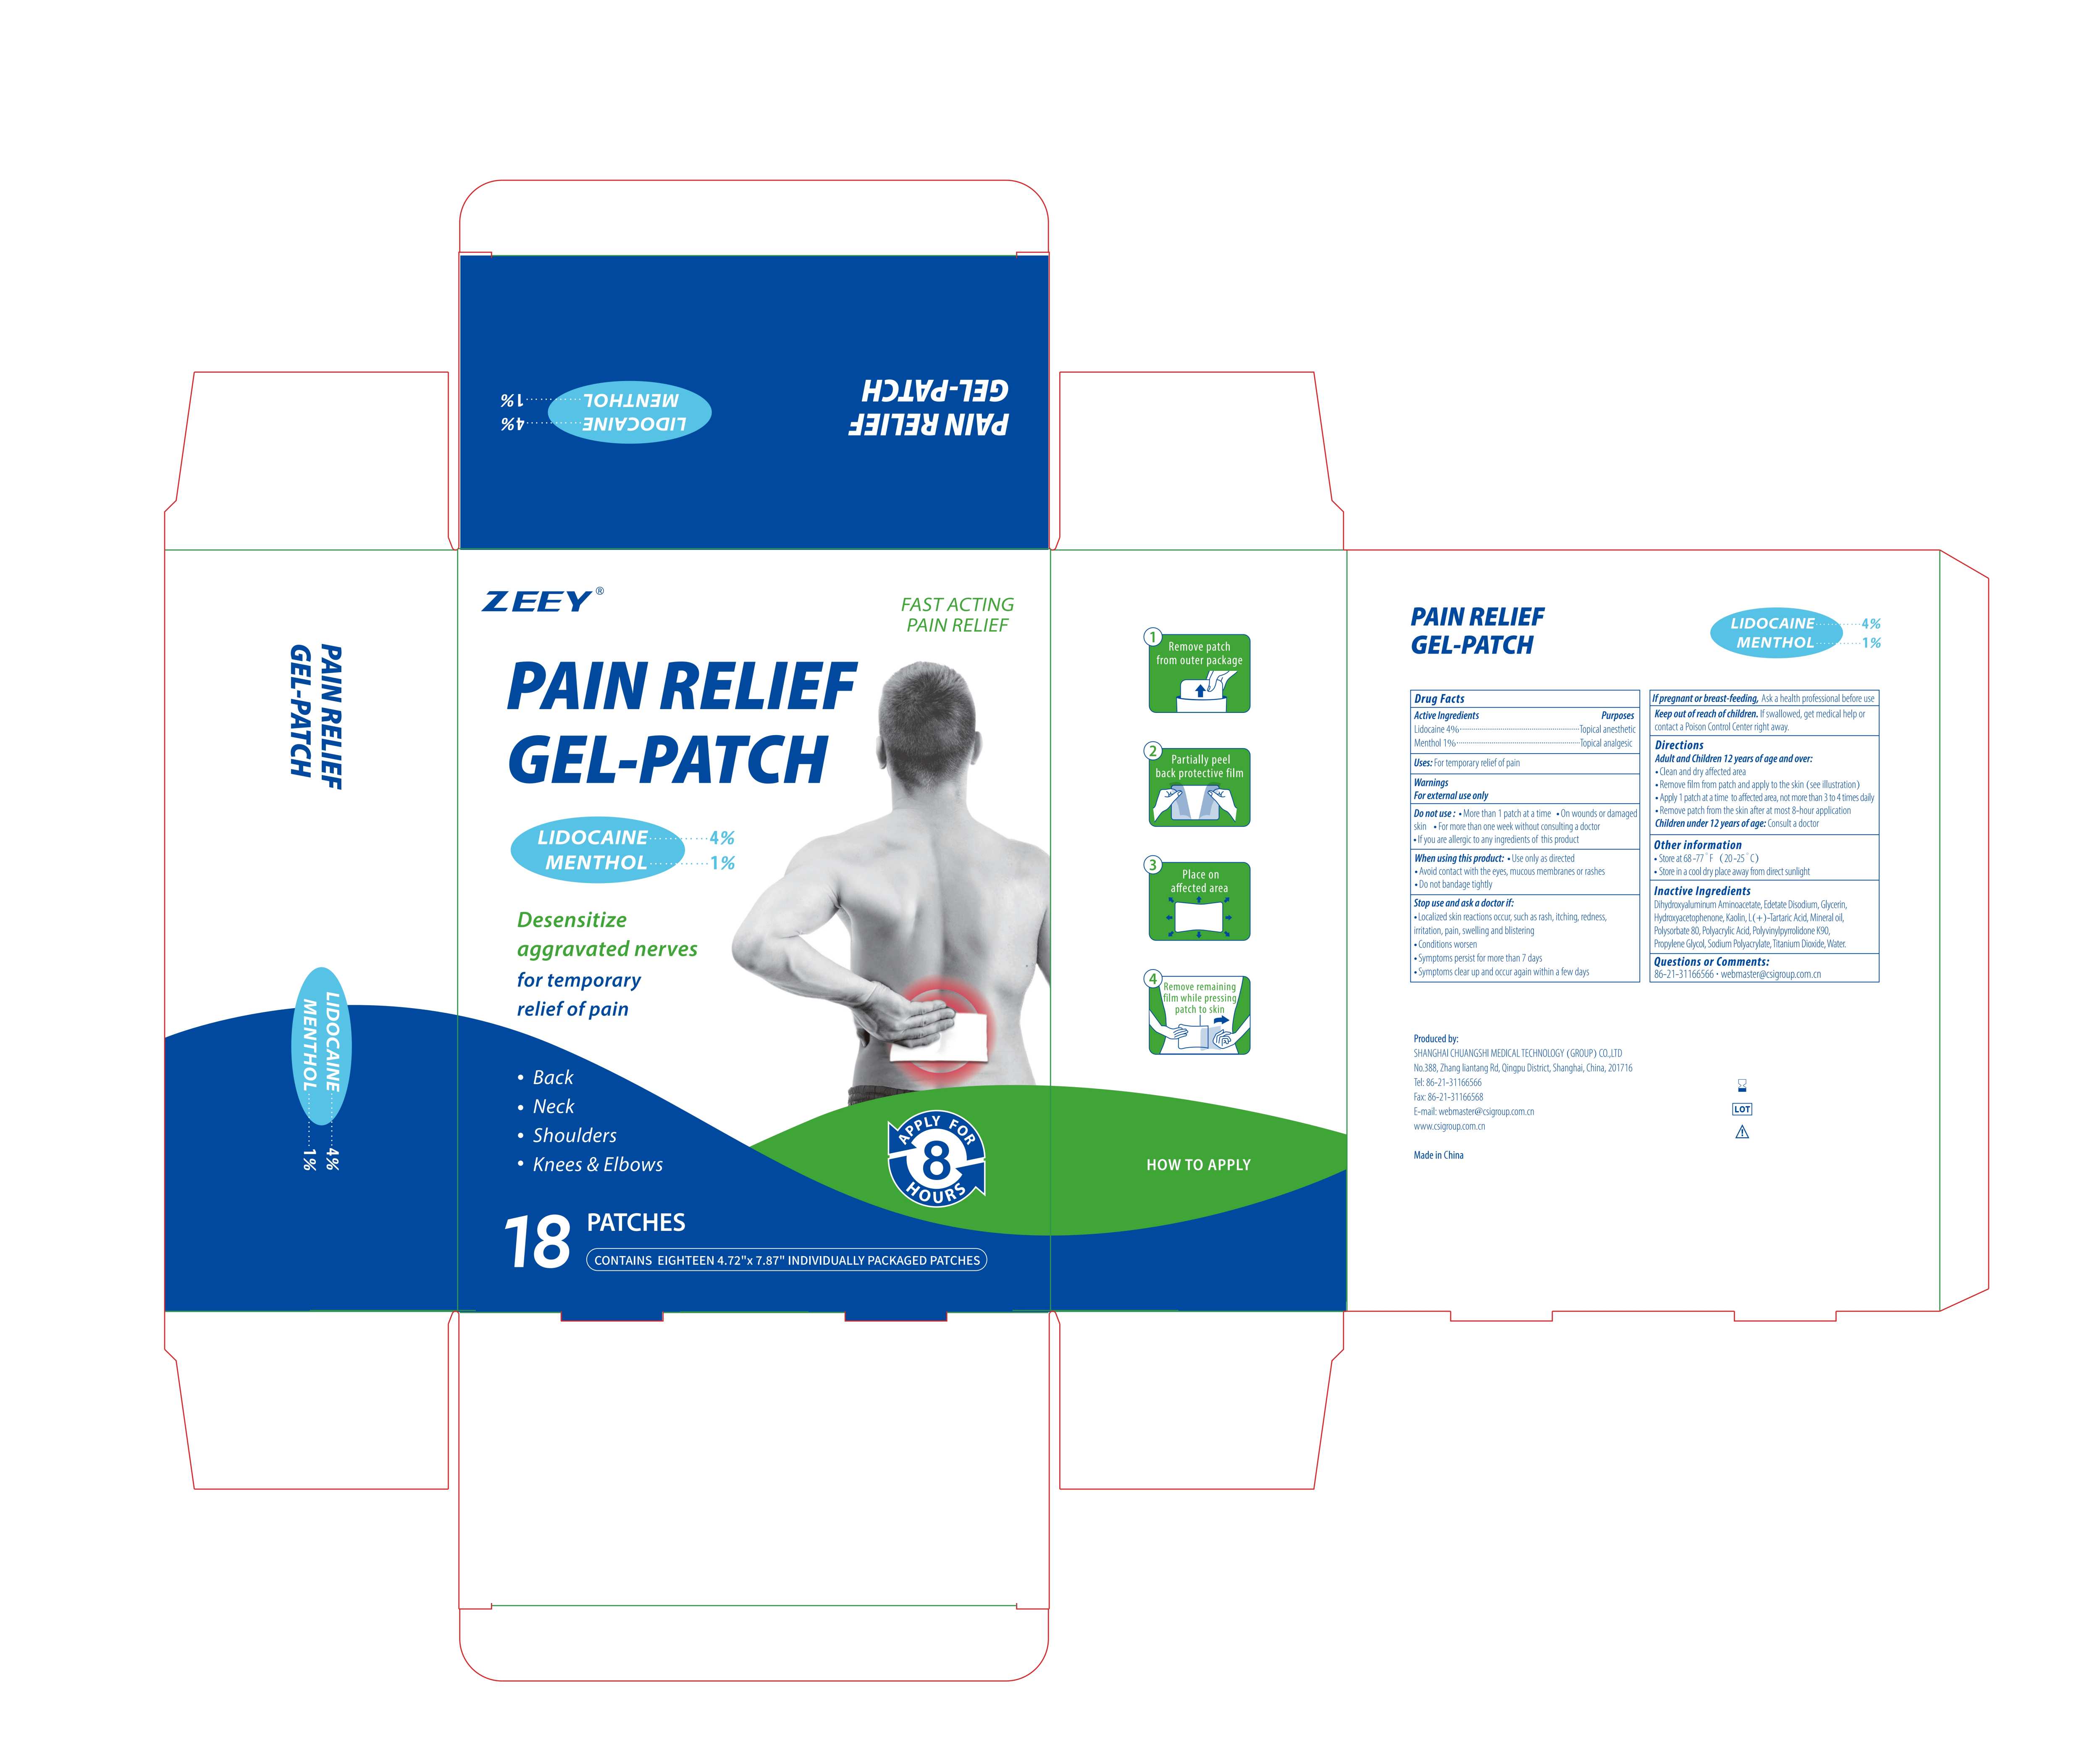 PAIN RELIEF
GEL-PATCH
LIDOCAINE 4%
MENTHOL 1%
PAIN RELIEF
GEL-PATCH
LIDOCAINE 4%
MENTHOL 1%
ZEEY®
FAST ACTING
PAIN RELIEF
PAIN RELIEF
GEL-PATCH
LIDOCAINE 4%
MENTHOL 1%
Desensitize
aggravated nerves
for temporary
relief of pain
• Back
• Neck
• Shoulders
• Knees & Elbows
APPLY FOR
8
HOURS
18 PATCHES
CONTAINS EIGHTEEN 4.72"x 7.87" INDIVIDUALLY PACKAGED PATCHES
1
Remove patch
from outer package
2
Partially peel
back protective film
3
Place on
affected area
4
Remove remaining
film while pressing
patch to skin
HOW TO APPLY
PAIN RELIEF
GEL-PATCH
LIDOCAINE 4%
MENTHOL 1%
Drug Facts
Active Ingredients Purposes
Lidocaine 4% Topical anesthetic
Menthol 1% Topical analgesic
Uses: For temporary relief of pain
Warnings
For external use only
Do not use : • More than 1 patch at a time • On wounds or damaged
skin • For more than one week without consulting a doctor
• If you are allergic to any ingredients of this product
When using this product: • Use only as directed
• Avoid contact with the eyes, mucous membranes or rashes
• Do not bandage tightly
Stop use and ask a doctor if:
• Localized skin reactions occur, such as rash, itching, redness,
irritation, pain, swelling and blistering
• Conditions worsen
• Symptoms persist for more than 7 days
• Symptoms clear up and occur again within a few days
If pregnant or breast-feeding, Ask a health professional before use
Keep out of reach of children. If swallowed, get medical help or
contact a Poison Control Center right away.
Directions
Adult and Children 12 years of age and over:
• Clean and dry affected area
• Remove film from patch and apply to the skin (see illustration)
• Apply 1 patch at a time to affected area, not more than 3 to 4 times daily
• Remove patch from the skin after at most 8-hour application
Children under 12 years of age: Consult a doctor
Other information
• Store at 68-77°F (20-25°C)
• Store in a cool dry place away from direct sunlight
Inactive Ingredients
Dihydroxyaluminum Aminoacetate, Edetate Disodium, Glycerin,
Hydroxyacetophenone, Kaolin, L(+)-Tartaric Acid, Mineral oil,
Polysorbate 80, Polyacrylic Acid, Polyvinylpyrrolidone K90,
Propylene Glycol, Sodium Polyacrylate, Titanium Dioxide, Water.
Questions or Comments:
86-21-31166566 · webmaster@csigroup.com.cn
Produced by:
SHANGHAI CHUANGSHI MEDICAL TECHNOLOGY (GROUP) CO.,LTD
No.388, Zhang liantang Rd, Qingpu District, Shanghai, China, 201716
Tel: 86-21-31166566
Fax: 86-21-31166568
E-mail: webmaster@csigroup.com.cn
www.csigroup.com.cn
Made in China
LOT